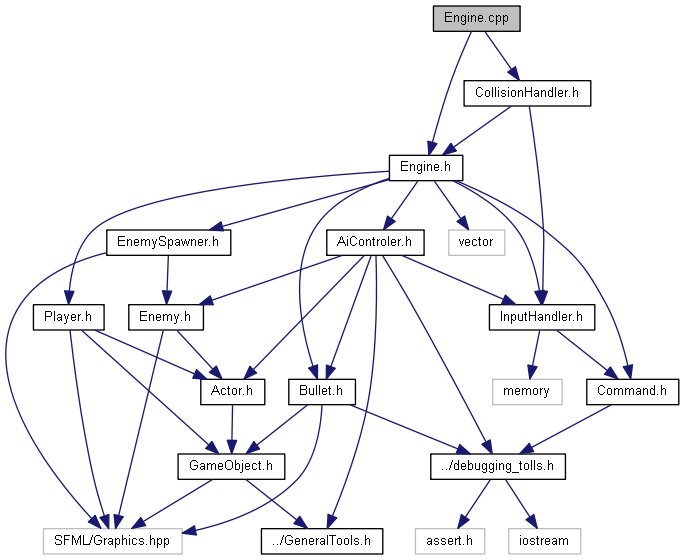 Engine.cpp
CollisionHandler.h
Engine.h
EnemySpawner.h
AiControler.h
vector
Player.h
Enemy.h
InputHandler.h
Actor.h
Bullet.h
memory
Command.h
GameObject.h
../debugging_tolls.h
SFML/Graphics.hpp
../GeneralTools.h
assert.h
iostream